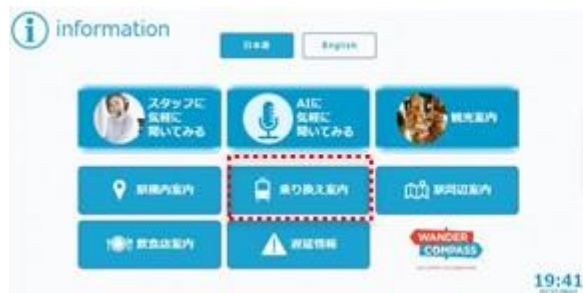 information
日本語
English
スタッフに
気軽に
聞いてみる
AIに
気軽に
聞いてみる
観光案内
駅構内案内
乗り換え案内
駅周辺案内
飲食店案内
遅延情報
WANDER
COMPASS
19:41